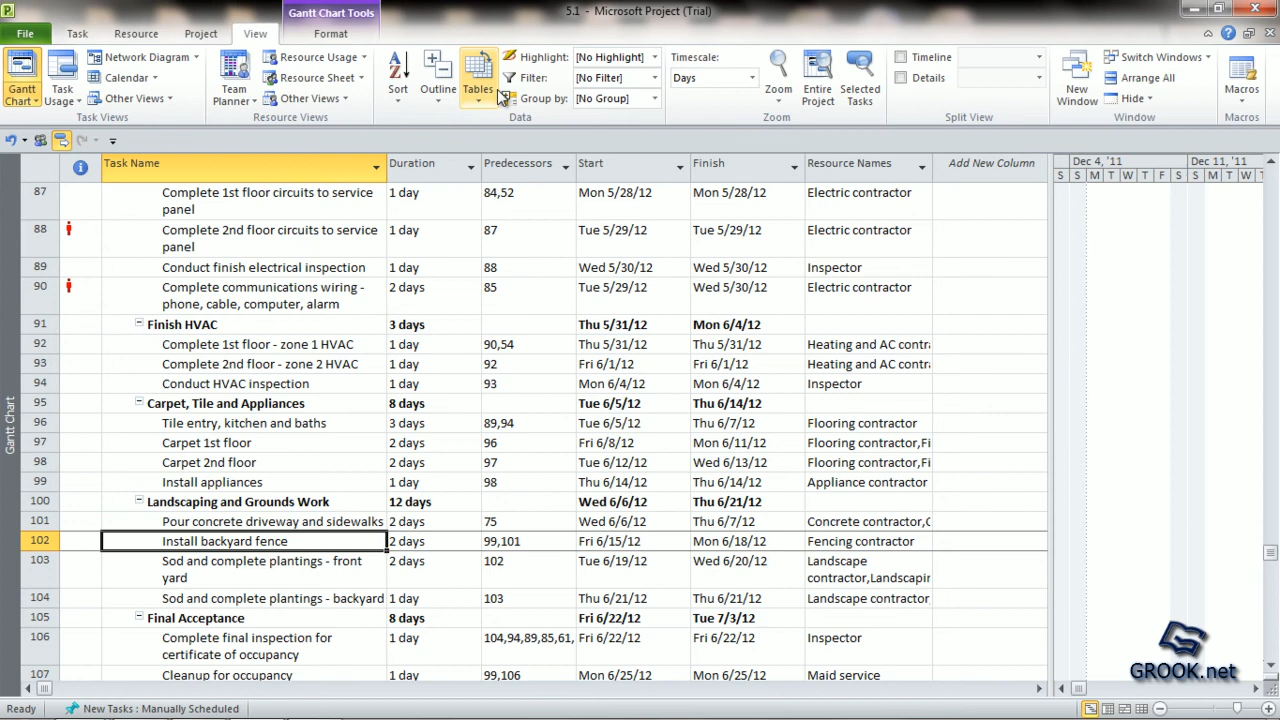 Gantt Chart Tools
5.1 - Microsoft Project (Trial)
File Task Resource Project View Format
Gantt Chart
Task Usage
Network Diagram
Calendar
Other Views
Task Views
Team Planner
Resource Usage
Resource Sheet
Other Views
Resource Views
Sort
Outline
Tables
Highlight: [No Highlight]
Filter: [No Filter]
Group by: [No Group]
Data
Timescale:
Days
Zoom
Entire Project
Selected Tasks
Zoom
Timeline
Details
Split View
New Window
Switch Windows
Arrange All
Hide
Window
Macros
Macros
Task Name Duration Predecessors Start Finish Resource Names Add New Column
Dec 4, '11 Dec 11, '11
S S M T W T F S S M T W T
87 Complete 1st floor circuits to service panel 1 day 84,52 Mon 5/28/12 Mon 5/28/12 Electric contractor
88 Complete 2nd floor circuits to service panel 1 day 87 Tue 5/29/12 Tue 5/29/12 Electric contractor
89 Conduct finish electrical inspection 1 day 88 Wed 5/30/12 Wed 5/30/12 Inspector
90 Complete communications wiring - phone, cable, computer, alarm 2 days 85 Tue 5/29/12 Wed 5/30/12 Electric contractor
91 Finish HVAC 3 days Thu 5/31/12 Mon 6/4/12
92 Complete 1st floor - zone 1 HVAC 1 day 90,54 Thu 5/31/12 Thu 5/31/12 Heating and AC contra
93 Complete 2nd floor - zone 2 HVAC 1 day 92 Fri 6/1/12 Fri 6/1/12 Heating and AC contra
94 Conduct HVAC inspection 1 day 93 Mon 6/4/12 Mon 6/4/12 Inspector
95 Carpet, Tile and Appliances 8 days Tue 6/5/12 Thu 6/14/12
96 Tile entry, kitchen and baths 3 days 89,94 Tue 6/5/12 Thu 6/7/12 Flooring contractor
97 Carpet 1st floor 2 days 96 Fri 6/8/12 Mon 6/11/12 Flooring contractor,Fi
98 Carpet 2nd floor 2 days 97 Tue 6/12/12 Wed 6/13/12 Flooring contractor,Fi
99 Install appliances 1 day 98 Thu 6/14/12 Thu 6/14/12 Appliance contractor
100 Landscaping and Grounds Work 12 days Wed 6/6/12 Thu 6/21/12
101 Pour concrete driveway and sidewalks 2 days 75 Wed 6/6/12 Thu 6/7/12 Concrete contractor,C
102 Install backyard fence 2 days 99,101 Fri 6/15/12 Mon 6/18/12 Fencing contractor
103 Sod and complete plantings - front yard 2 days 102 Tue 6/19/12 Wed 6/20/12 Landscape contractor,Landscapin
104 Sod and complete plantings - backyard 1 day 103 Thu 6/21/12 Thu 6/21/12 Landscape contractor,
105 Final Acceptance 8 days Fri 6/22/12 Tue 7/3/12
106 Complete final inspection for certificate of occupancy 1 day 104,94,89,85,61, Fri 6/22/12 Fri 6/22/12 Inspector
107 Cleanup for occupancy 1 day 99,106 Mon 6/25/12 Mon 6/25/12 Maid service
Gantt Chart
GROOK.net
Ready New Tasks : Manually Scheduled